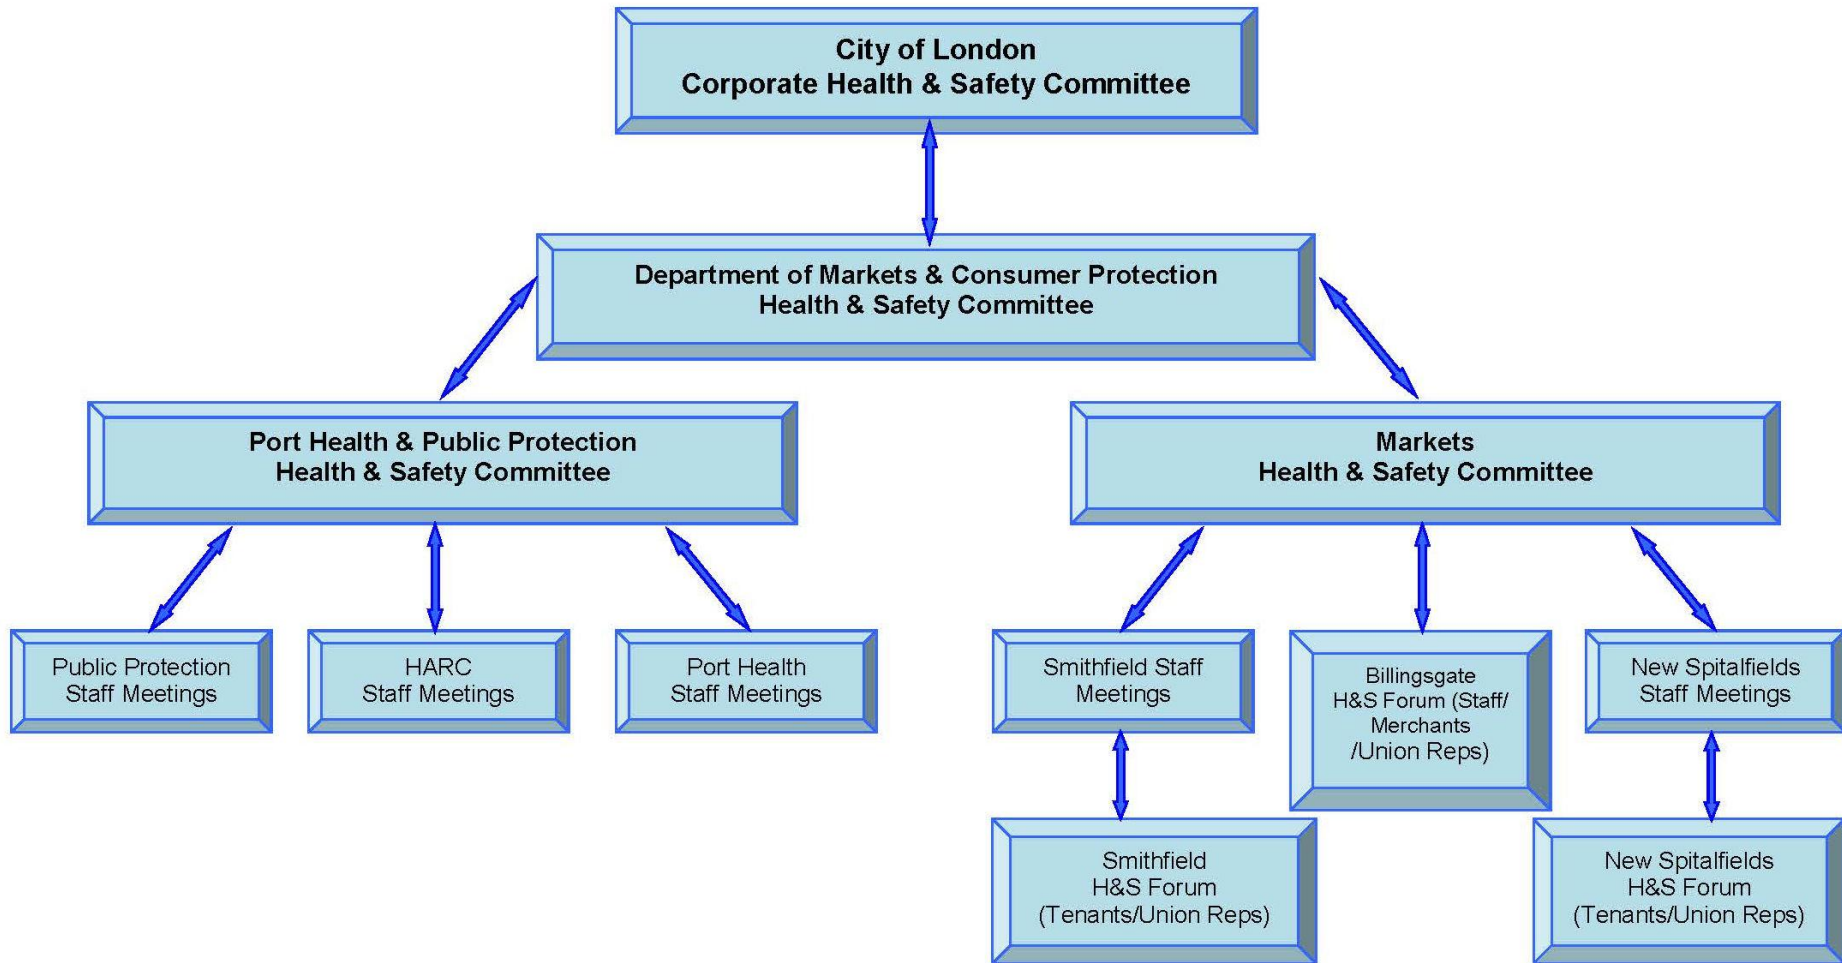 City of London
Corporate Health & Safety Committee
Department of Markets & Consumer Protection
Health & Safety Committee
Port Health & Public Protection
Health & Safety Committee
Markets
Health & Safety Committee
Public Protection
Staff Meetings
HARC
Staff Meetings
Port Health
Staff Meetings
Smithfield Staff
Meetings
Billingsgate
H&S Forum (Staff/
Merchants
/Union Reps)
New Spitalfields
Staff Meetings
Smithfield
H&S Forum
(Tenants/Union Reps)
New Spitalfields
H&S Forum
(Tenants/Union Reps)